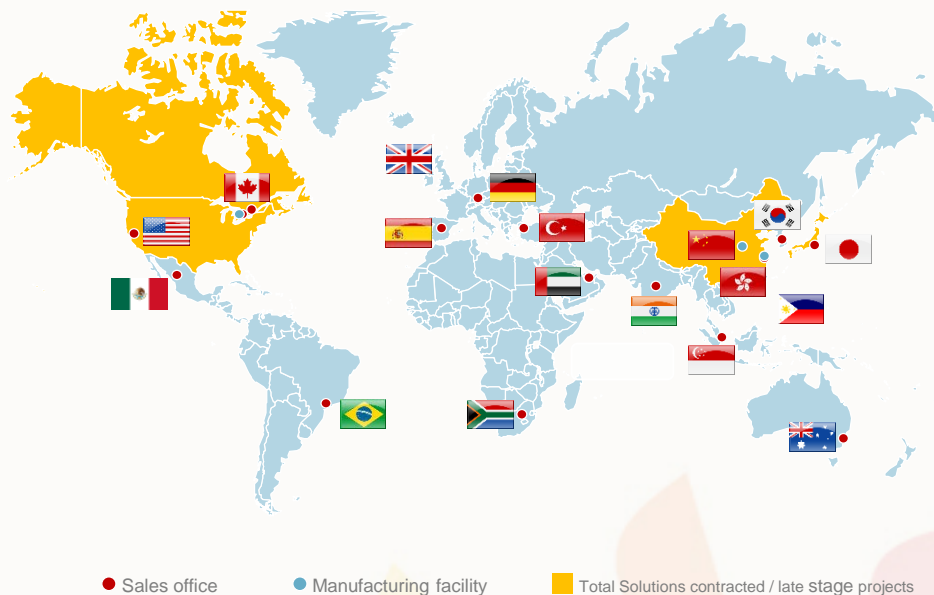 Sales office
Manufacturing facility
Total Solutions contracted / late stage projects